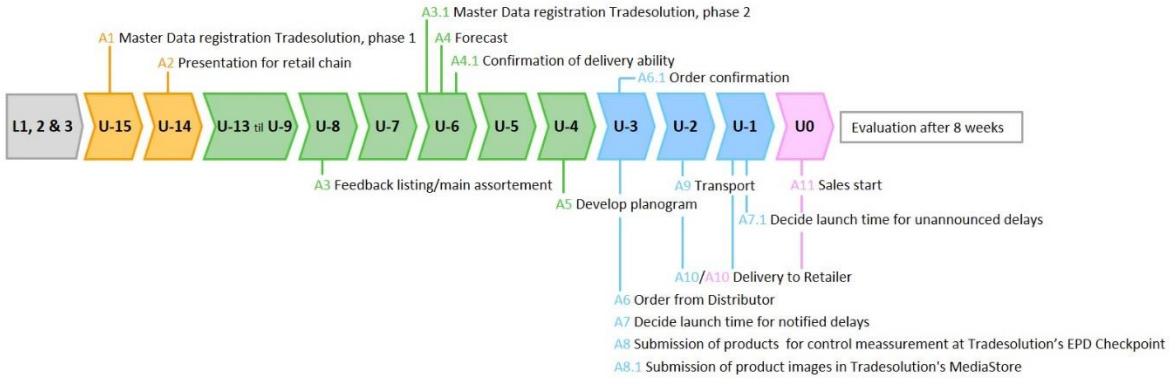 A3.1 Master Data registration Tradesolution, phase 2
A1 Master Data registration Tradesolution, phase 1
A4 Forecast
A2 Presentation for retail chain
A4.1 Confirmation of delivery ability
A6.1 Order confirmation
L1, 2 & 3
U-15
U-14
U-13 til U-9
U-8
U-7
U-6
U-5
U-4
U-3
U-2
U-1
U0
Evaluation after 8 weeks
A3 Feedback listing/main assortement
A9 Transport
A11 Sales start
A5 Develop planogram
A7.1 Decide launch time for unannounced delays
A10/A10 Delivery to Retailer
A6 Order from Distributor
A7 Decide launch time for notified delays
A8 Submission of products for control meassurement at Tradesolution's EPD Checkpoint
A8.1 Submission of product images in Tradesolution's MediaStore